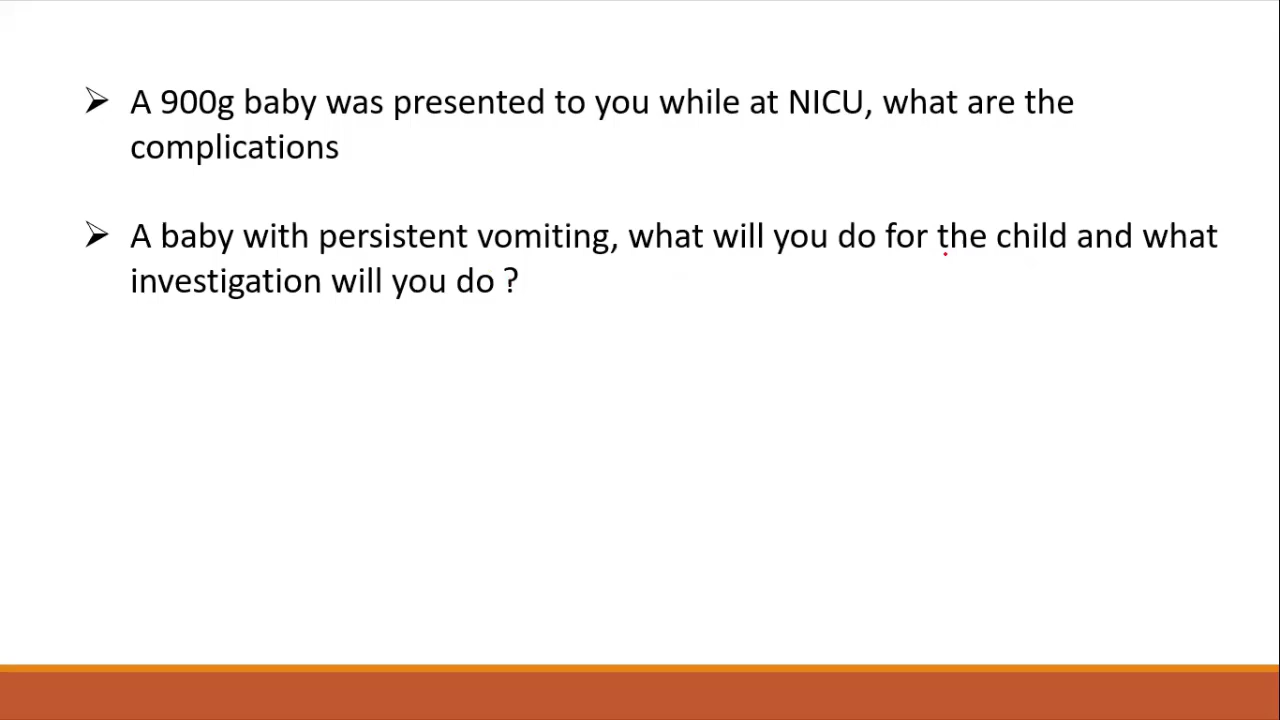 ➢ A 900g baby was presented to you while at NICU, what are the
complications
➢ A baby with persistent vomiting, what will you do for the child and what
investigation will you do ?